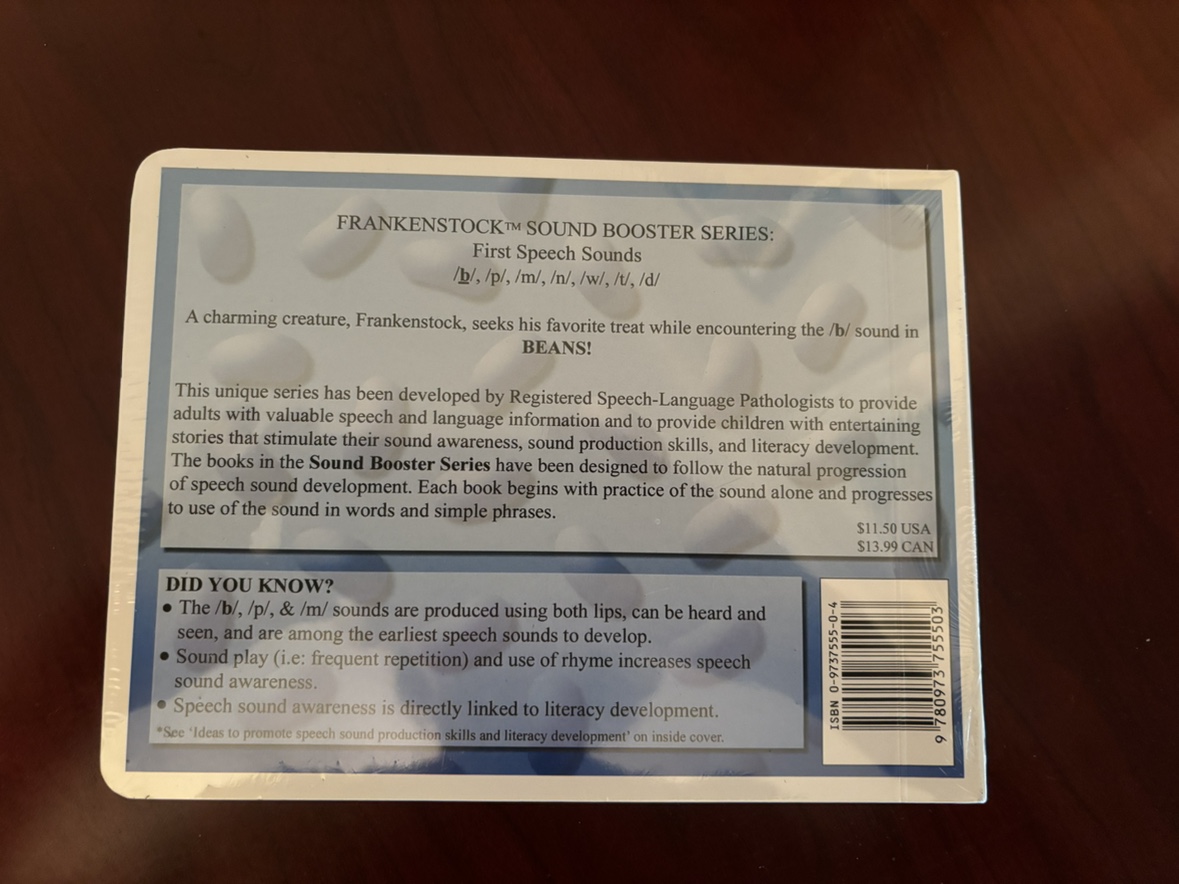 FRANKENSTOCK™ SOUND BOOSTER SERIES:
First Speech Sounds
/b/, /p/, /m/, /n/, /w/, /t/, /d/
A charming creature, Frankenstock, seeks his favorite treat while encountering the /b/ sound in
BEANS!
This unique series has been developed by Registered Speech-Language Pathologists to provide
adults with valuable speech and language information and to provide children with entertaining
stories that stimulate their sound awareness, sound production skills, and literacy development.
The books in the Sound Booster Series have been designed to follow the natural progression
of speech sound development. Each book begins with practice of the sound alone and progresses
to use of the sound in words and simple phrases.
$11.50 USA
$13.99 CAN
DID YOU KNOW?
• The /b/, /p/, & /m/ sounds are produced using both lips, can be heard and
seen, and are among the earliest speech sounds to develop.
• Sound play (i.e: frequent repetition) and use of rhyme increases speech
sound awareness.
• Speech sound awareness is directly linked to literacy development.
*See 'Ideas to promote speech sound production skills and literacy development' on inside cover.
ISBN 0-9737555-0-4
9 780973 755503